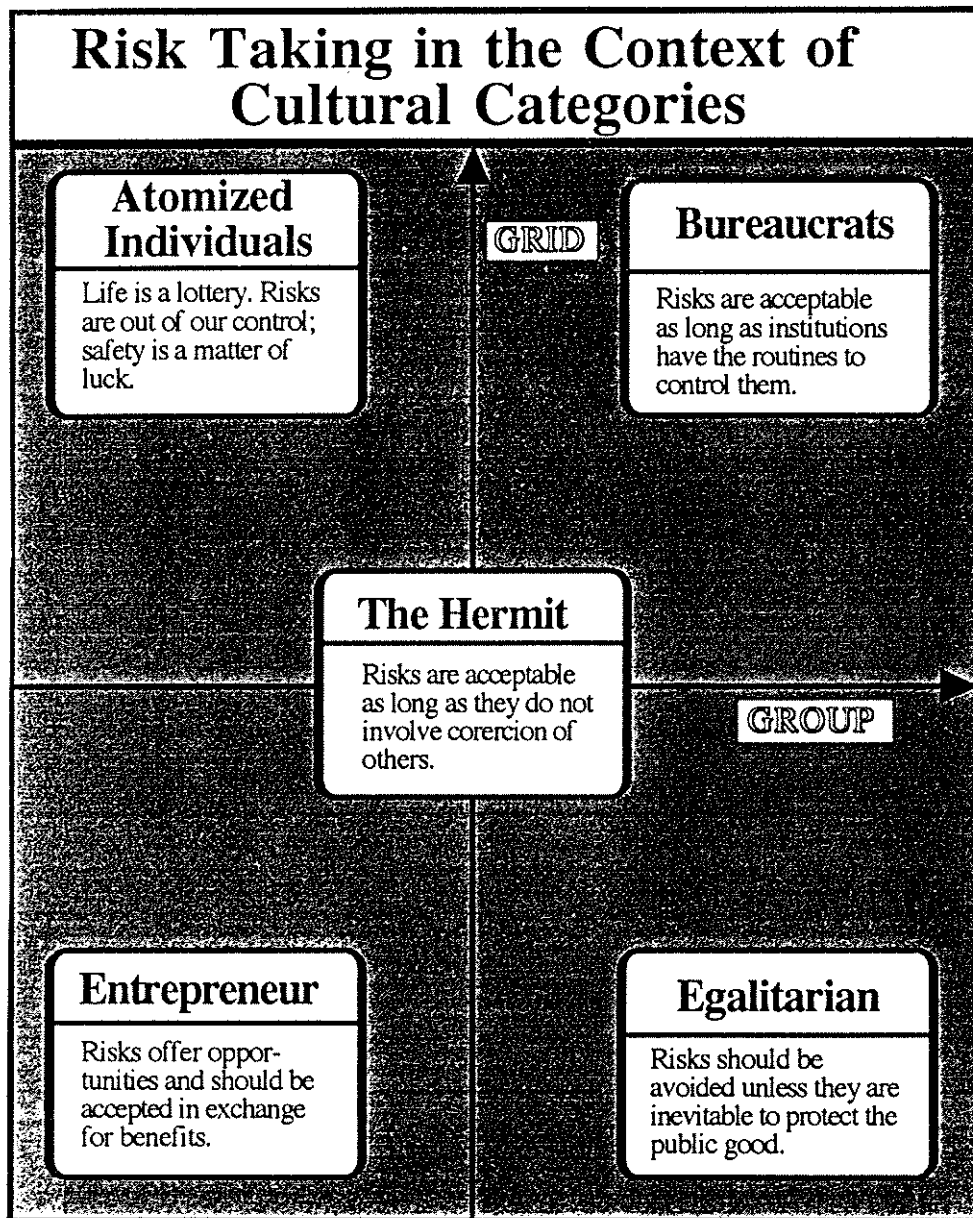 Risk Taking in the Context of
Cultural Categories
Atomized
Individuals
Life is a lottery. Risks
are out of our control;
safety is a matter of
luck.
GRID
Bureaucrats
Risks are acceptable
as long as institutions
have the routines to
control them.
The Hermit
Risks are acceptable
as long as they do not
involve corercion of
others.
GROUP
Entrepreneur
Risks offer oppor-
tunities and should be
accepted in exchange
for benefits.
Egalitarian
Risks should be
avoided unless they are
inevitable to protect the
public good.